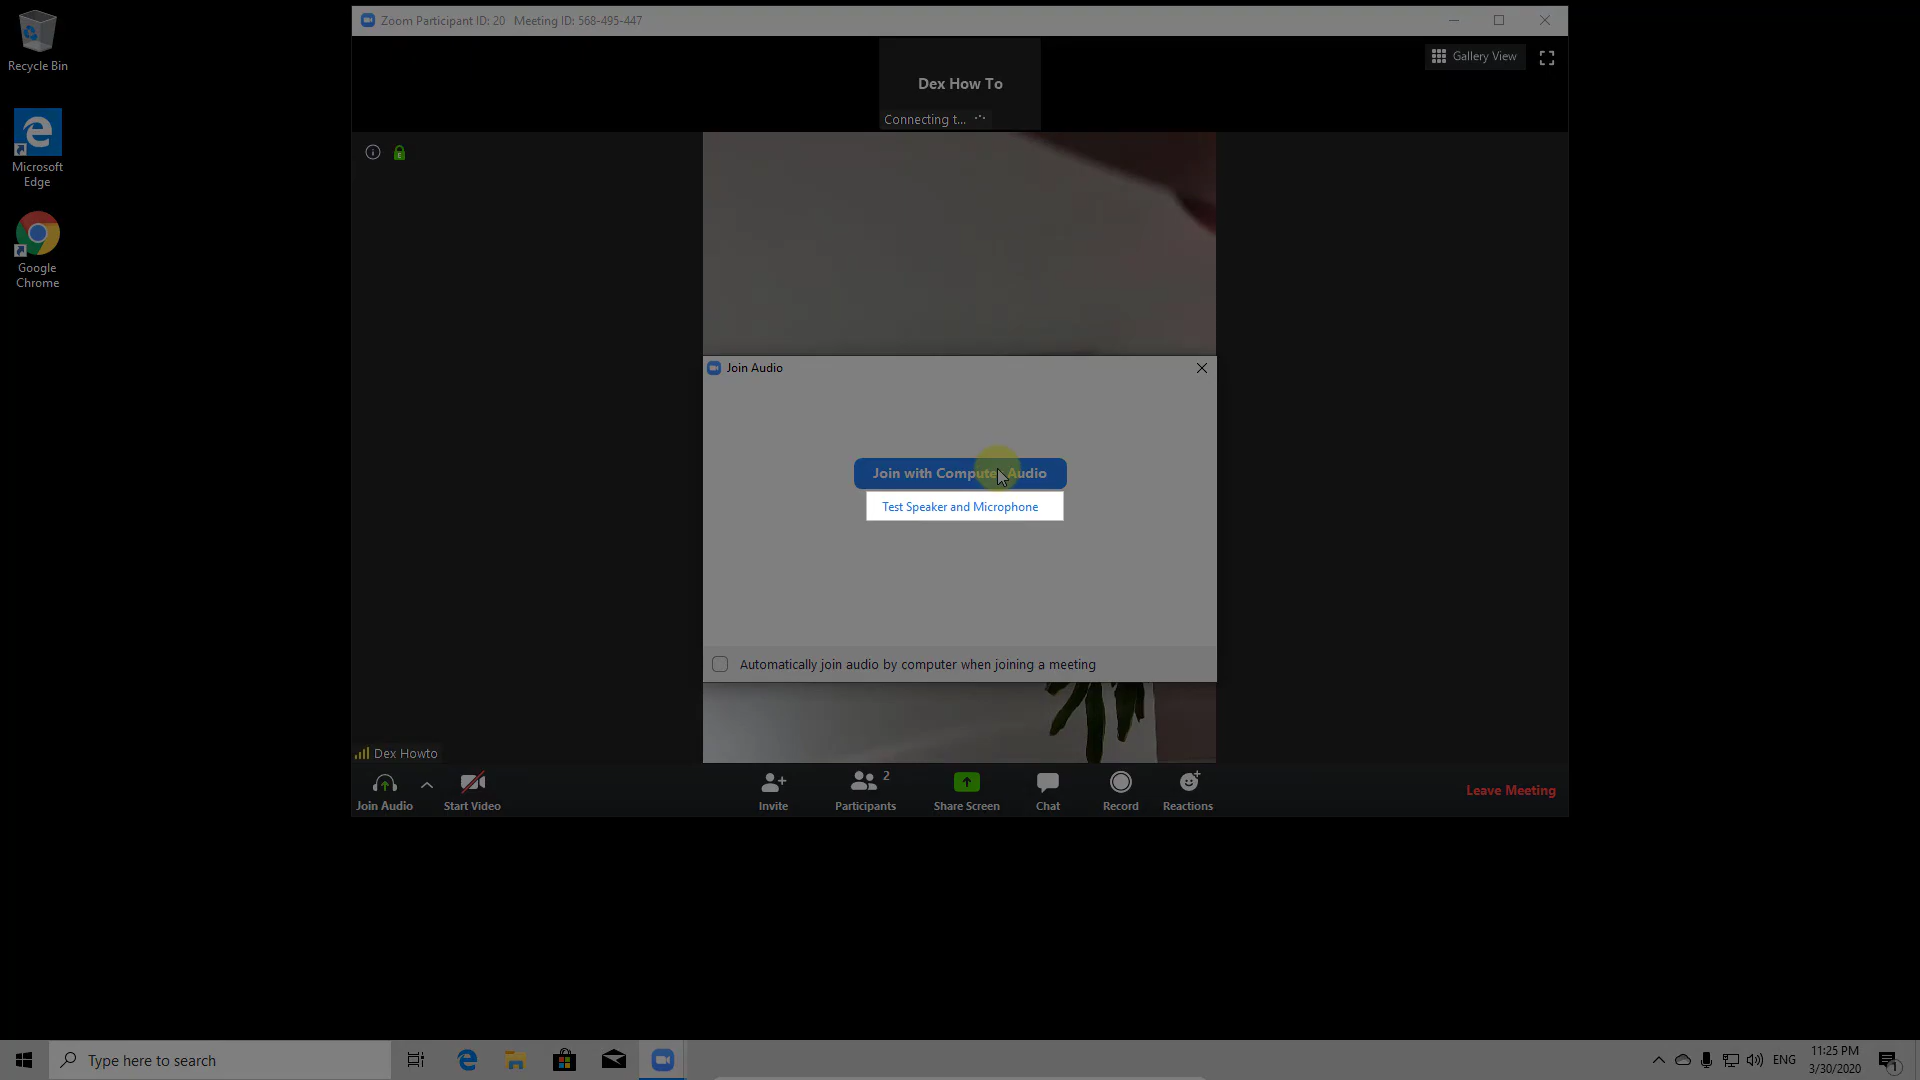 Recycle Bin
Microsoft
Edge
Google
Chrome
Zoom Participant ID: 20 Meeting ID: 568-495-447
Dex How To
Connecting t...
Gallery View
Join Audio
Join with Computer Audio
Test Speaker and Microphone
Automatically join audio by computer when joining a meeting
Dex Howto
Join Audio
Start Video
Invite
2
Participants
Share Screen
Chat
Record
Reactions
Leave Meeting
Type here to search
ENG
11:25 PM
3/30/2020
1